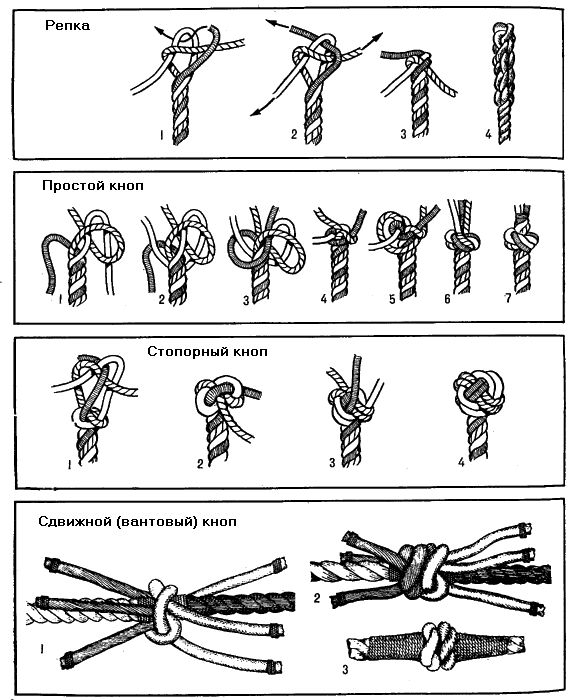 Репка
1 2 3 4
Простой кноп
1 2 3 4 5 6 7
Стопорный кноп
1 2 3 4
Сдвижной (вантовый) кноп
1 2
3